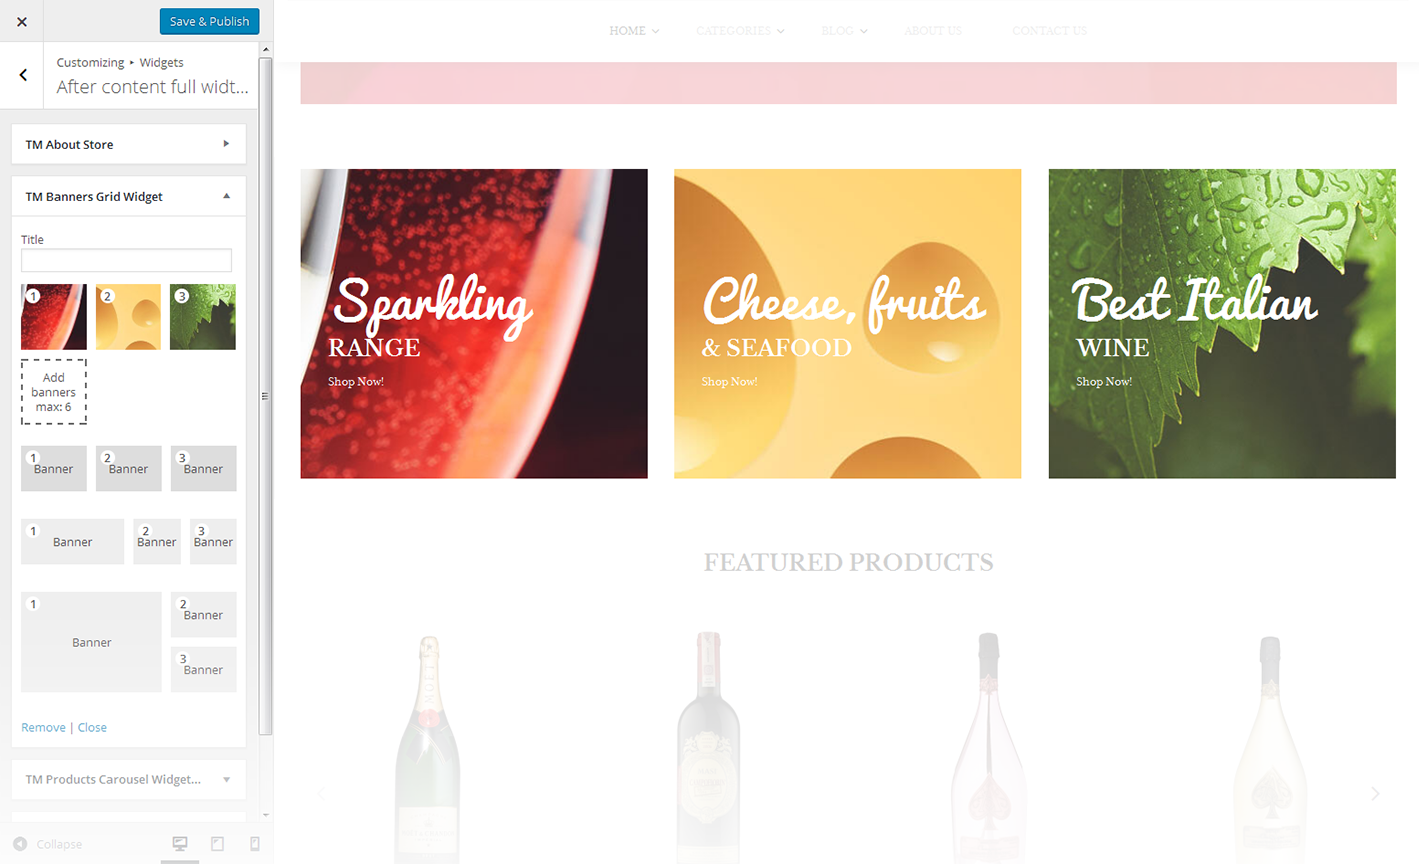 Save & Publish
Customizing ▸ Widgets
After content full widt...
TM About Store
TM Banners Grid Widget
Title
1 2 3
Add
banners
max: 6
1 2 3
Banner Banner Banner
1 2 3
Banner Banner Banner
1 2
Banner
Banner
3
Banner
Remove | Close
TM Products Carousel Widget...
Collapse
HOME CATEGORIES BLOG ABOUT US CONTACT US
Sparkling
RANGE
Shop Now!
Cheese, fruits
& SEAFOOD
Shop Now!
Best Italian
WINE
Shop Now!
FEATURED PRODUCTS